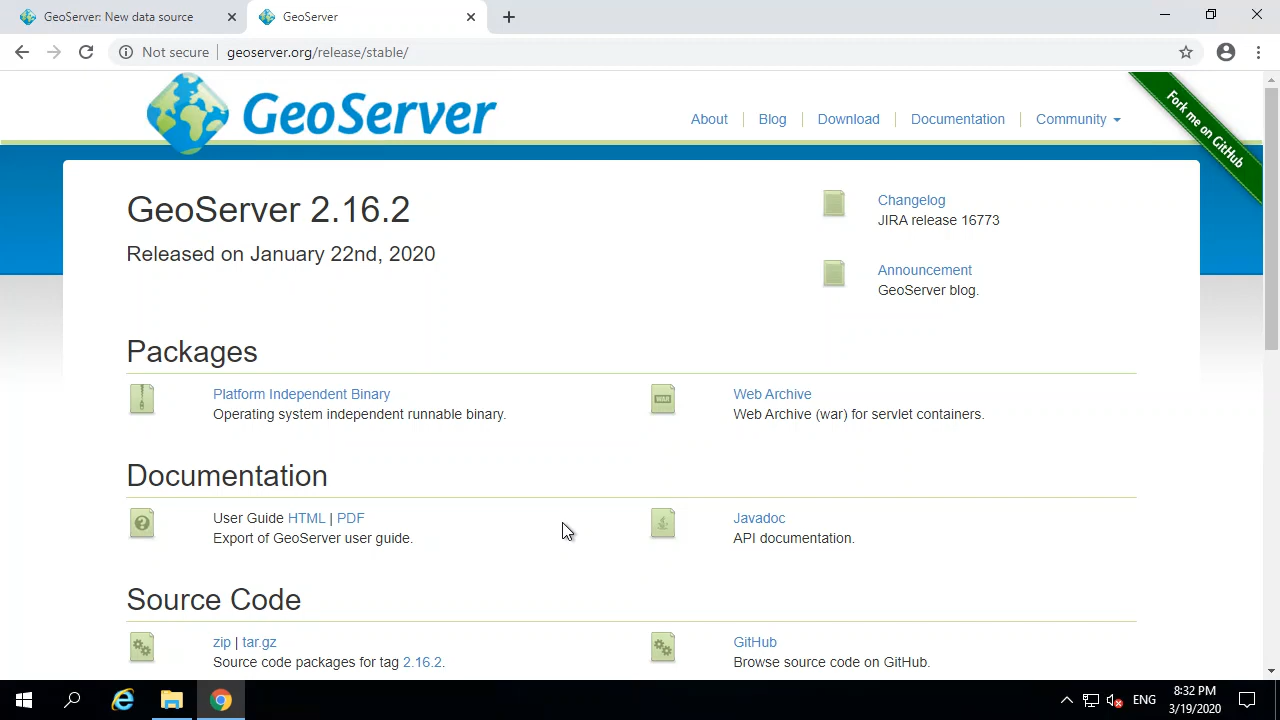 GeoServer: New data source
GeoServer
Not secure
geoserver.org/release/stable/
GeoServer
About
Blog
Download
Documentation
Community
Fork me on GitHub
GeoServer 2.16.2
Released on January 22nd, 2020
Changelog
JIRA release 16773
Announcement
GeoServer blog.
Packages
Platform Independent Binary
Operating system independent runnable binary.
WAR
Web Archive
Web Archive (war) for servlet containers.
Documentation
User Guide HTML | PDF
Export of GeoServer user guide.
Javadoc
API documentation.
Source Code
zip | tar.gz
Source code packages for tag 2.16.2.
GitHub
Browse source code on GitHub.
ENG
8:32 PM
3/19/2020